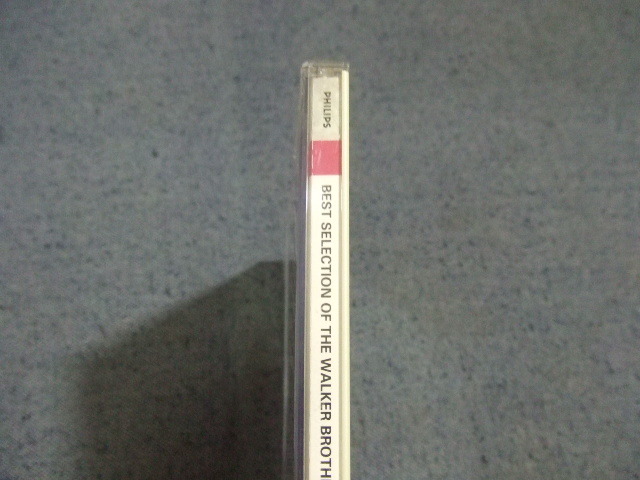 PHILIPS
BEST SELECTION OF THE WALKER BROTH